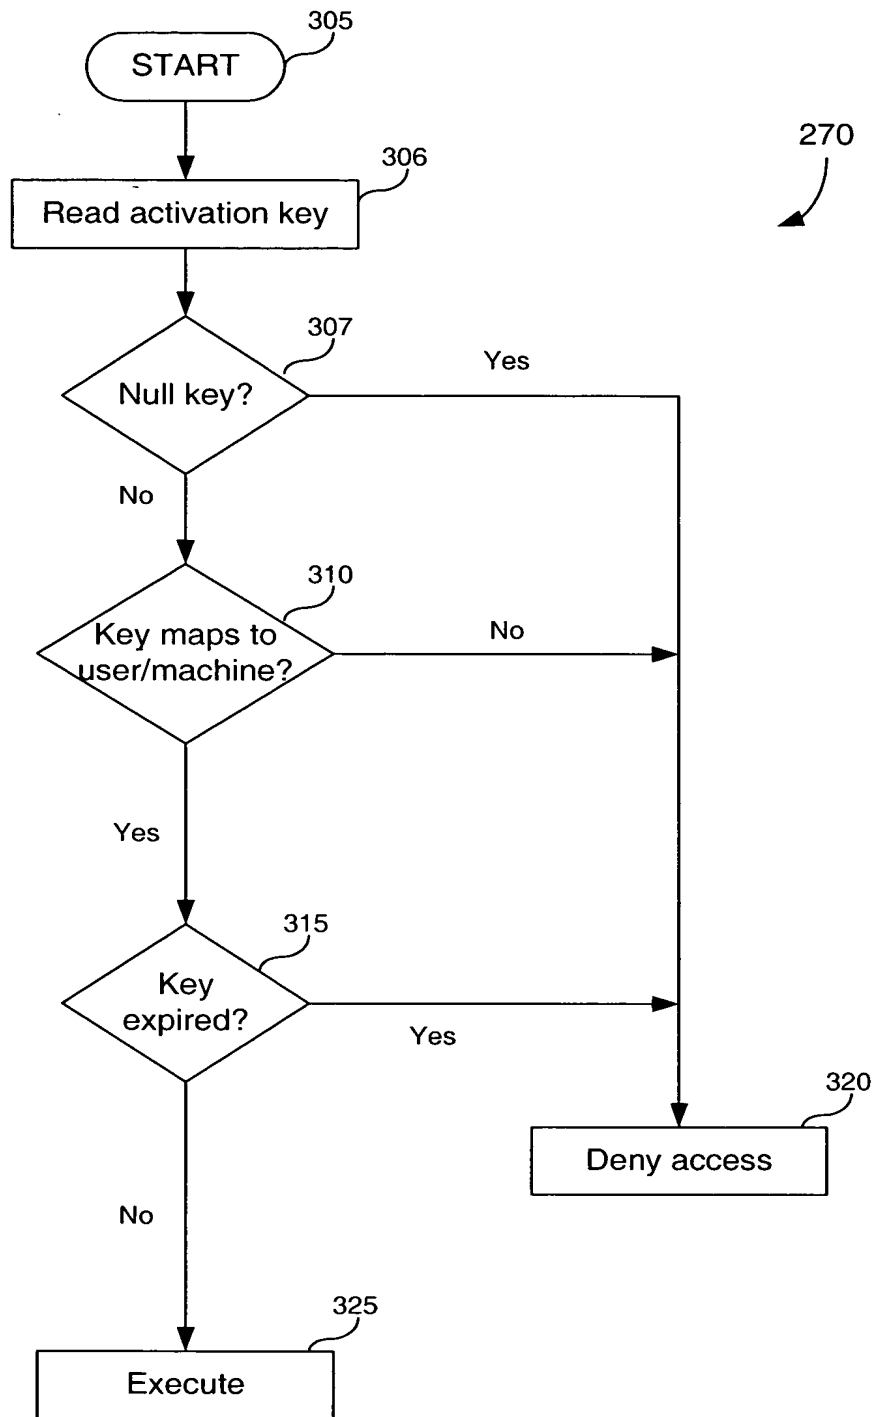 305
START
270
306
Read activation key
307
Yes
Null key?
No
310
Key maps to
user/machine?
No
Yes
315
Key
expired?
Yes
320
Deny access
No
325
Execute